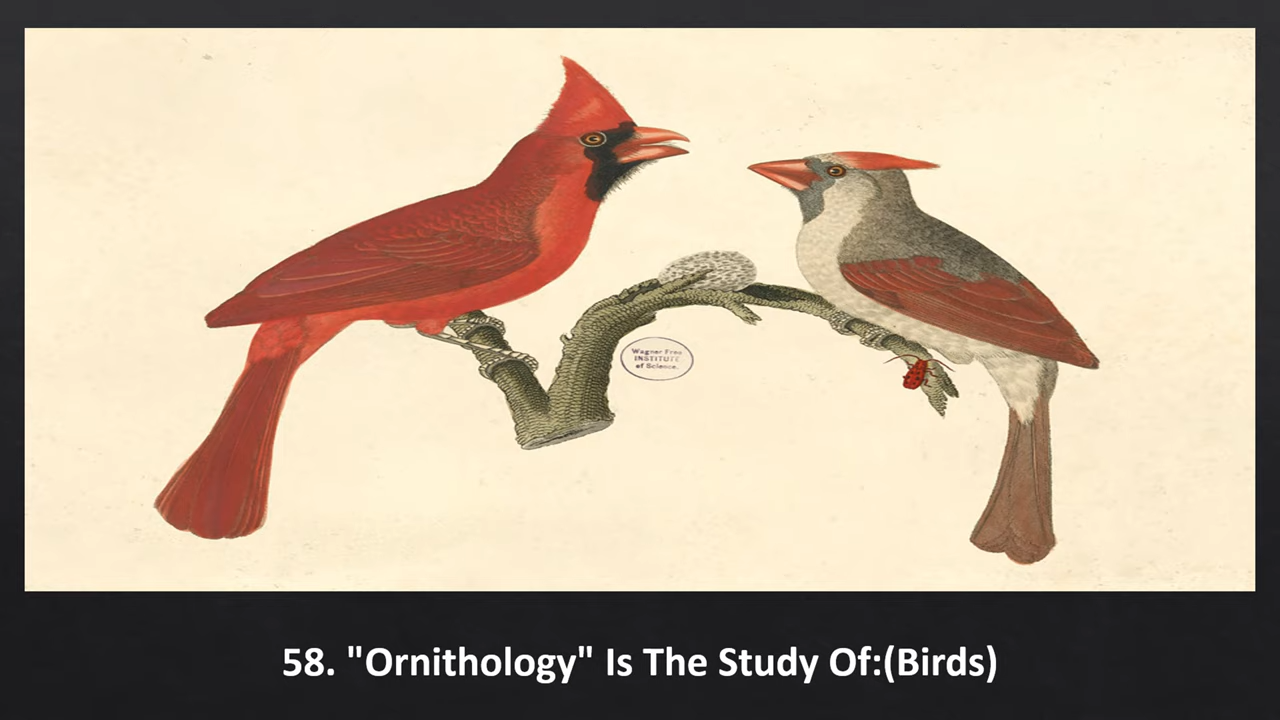 Wagner Free
INSTITUTE
of Science.
58. "Ornithology" Is The Study Of:(Birds)